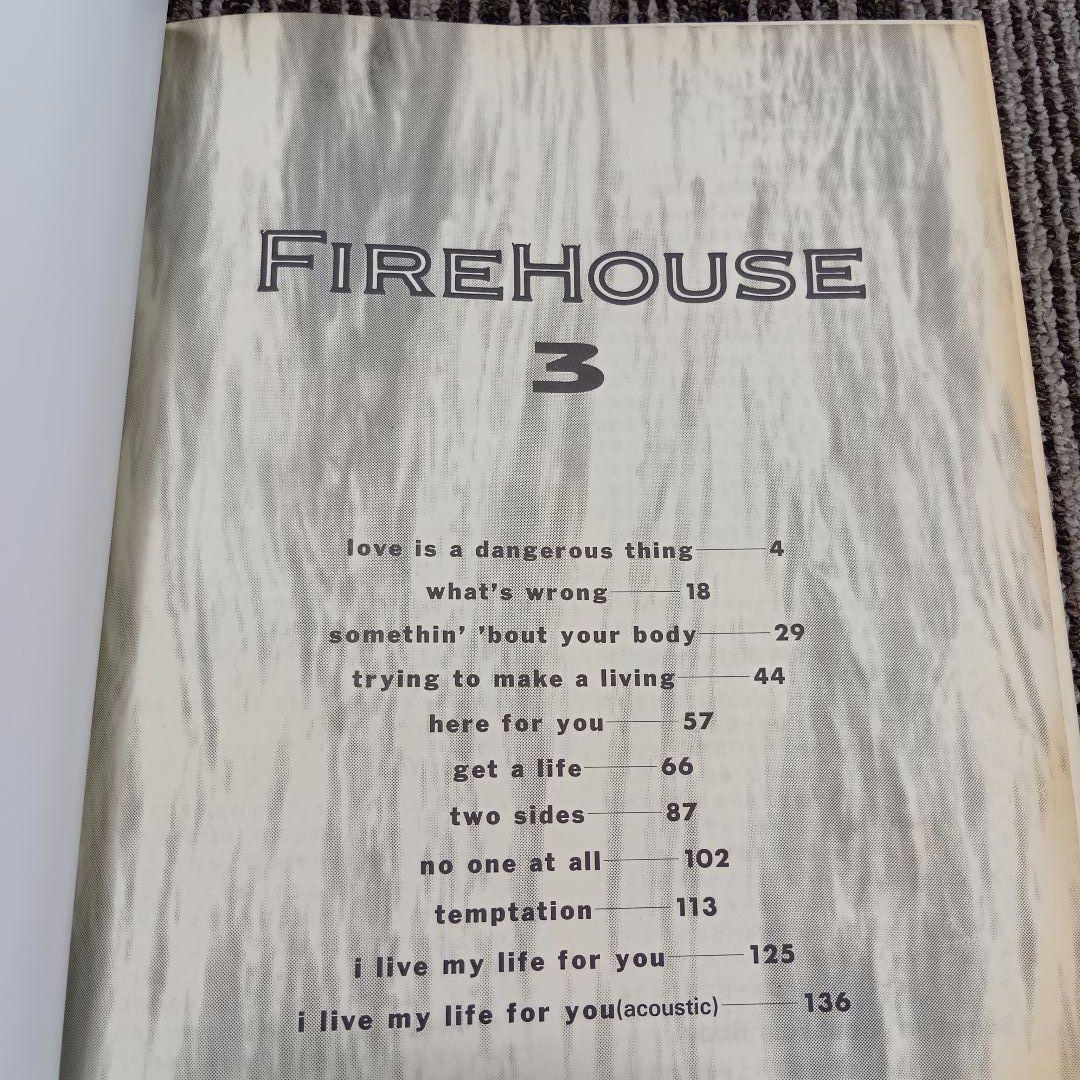 FIREHOUSE
3
love is a dangerous thing 4
what's wrong 18
somethin' 'bout your body 29
trying to make a living 44
here for you 57
get a life 66
two sides 87
no one at all 102
temptation 113
i live my life for you 125
i live my life for you(acoustic) 136